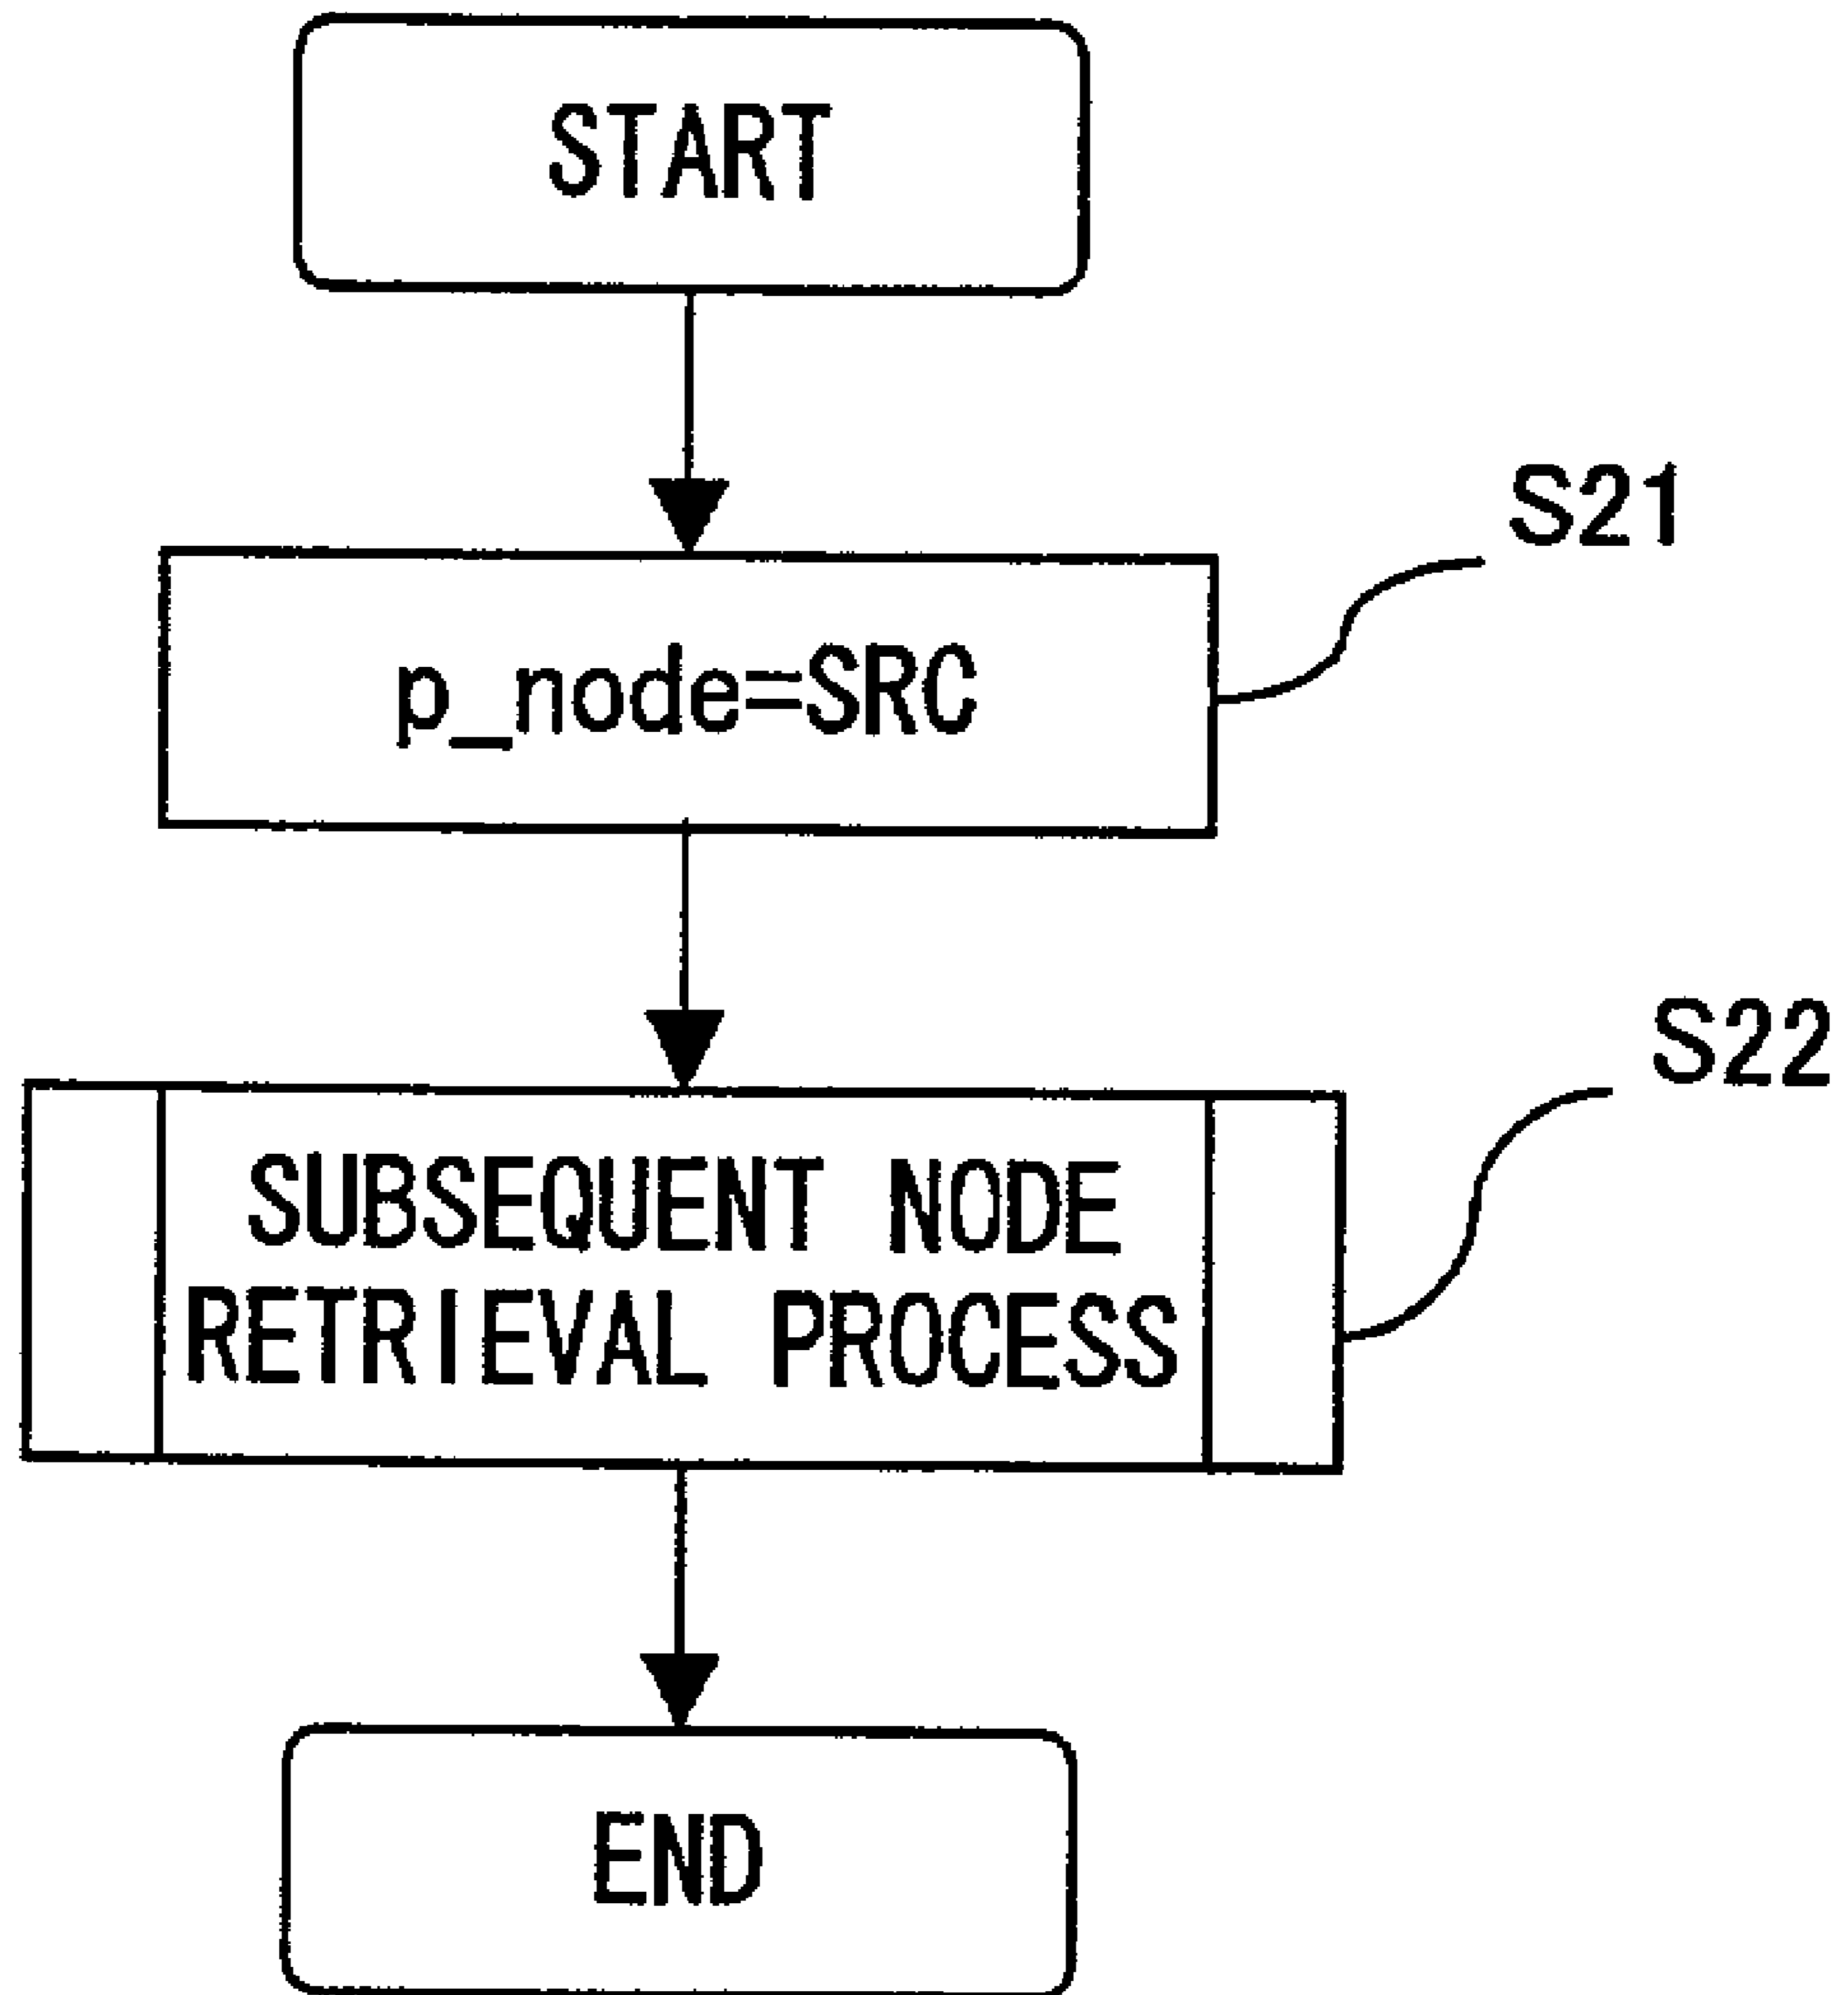 START
S21
p_node=SRC
S22
SUBSEQUENT NODE
RETRIEVAL PROCESS
END